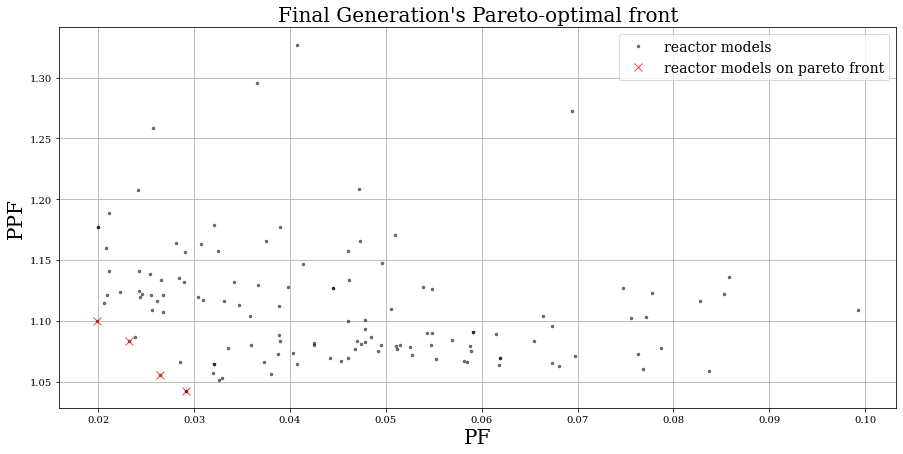 Final Generation's Pareto-optimal front
reactor models
reactor models on pareto front
PPF
1.30
1.25
1.20
1.15
1.10
1.05
0.02 0.03 0.04 0.05 0.06 0.07 0.08 0.09 0.10
PF